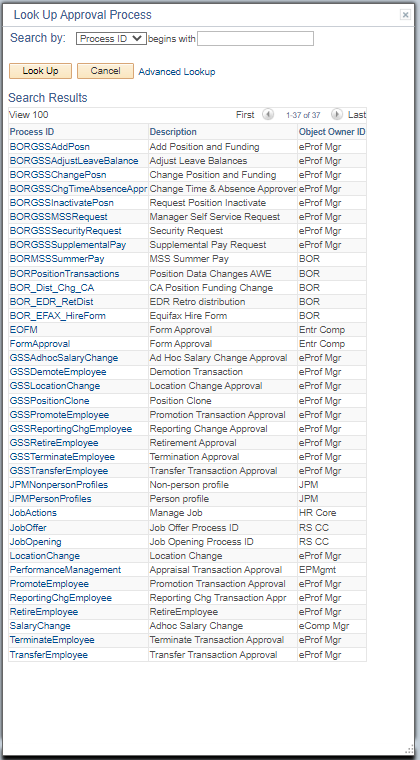 Look Up Approval Process
Search by: Process ID begins with
Look Up Cancel Advanced Lookup
Search Results
View 100 First 1-37 of 37 Last
Process ID Description Object Owner ID
BORGSSAddPosn Add Position and Funding eProf Mgr
BORGSSAdjustLeaveBalance Adjust Leave Balances eProf Mgr
BORGSSChangePosn Change Position and Funding eProf Mgr
BORGSSChgTimeAbsenceAppr Change Time & Absence Approver eProf Mgr
BORGSSInactivatePosn Request Position Inactivate eProf Mgr
BORGSSMSSRequest Manager Self Service Request eProf Mgr
BORGSSSecurityRequest Security Request eProf Mgr
BORGSSSupplementalPay Supplemental Pay Request eProf Mgr
BORMSSSummerPay MSS Summer Pay BOR
BORPositionTransactions Position Data Changes AWE BOR
BOR_Dist_Chg_CA CA Position Funding Change BOR
BOR_EDR_RetDist EDR Retro distribution BOR
BOR_EFAX_HireForm Equifax Hire Form BOR
EOFM Form Approval Entr Comp
FormApproval Form Approval Entr Comp
GSSAdhocSalaryChange Ad Hoc Salary Change Approval eProf Mgr
GSSDemoteEmployee Demotion Transaction eProf Mgr
GSSLocationChange Location Change Approval eProf Mgr
GSSPositionClone Position Clone eProf Mgr
GSSPromoteEmployee Promotion Transaction Approval eProf Mgr
GSSReportingChgEmployee Reporting Change Approval eProf Mgr
GSSRetireEmployee Retirement Approval eProf Mgr
GSSTerminateEmployee Termination Approval eProf Mgr
GSSTransferEmployee Transfer Transaction Approval eProf Mgr
JPMNonpersonProfiles Non-person profile JPM
JPMPersonProfiles Person profile JPM
JobActions Manage Job HR Core
JobOffer Job Offer Process ID RS CC
JobOpening Job Opening Process ID RS CC
LocationChange Location Change eProf Mgr
PerformanceManagement Appraisal Transaction Approval EPMgmt
PromoteEmployee Promotion Transaction Approval eProf Mgr
ReportingChgEmployee Reporting Chg Transaction Appr eProf Mgr
RetireEmployee RetireEmployee eProf Mgr
SalaryChange Adhoc Salary Change eComp Mgr
TerminateEmployee Terminate Transaction Approval eProf Mgr
TransferEmployee Transfer Transaction Approval eProf Mgr